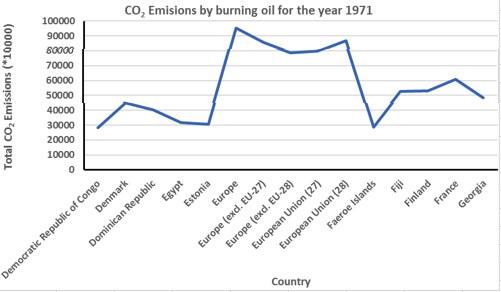 CO₂ Emisions by burning oil for the year 1971
Total CO₂ Emissions (*10000)
100000
90000
80000
70000
60000
50000
40000
30000
20000
10000
0
Democratic Republic of Congo
Denmark
Dominican Republic
Egypt
Estonia
Europe
Europe (excl. EU-27)
Europe (excl. EU-28)
European Union (27)
European Union (28)
Faeroe Islands
Fiji
Finland
France
Georgia
Country